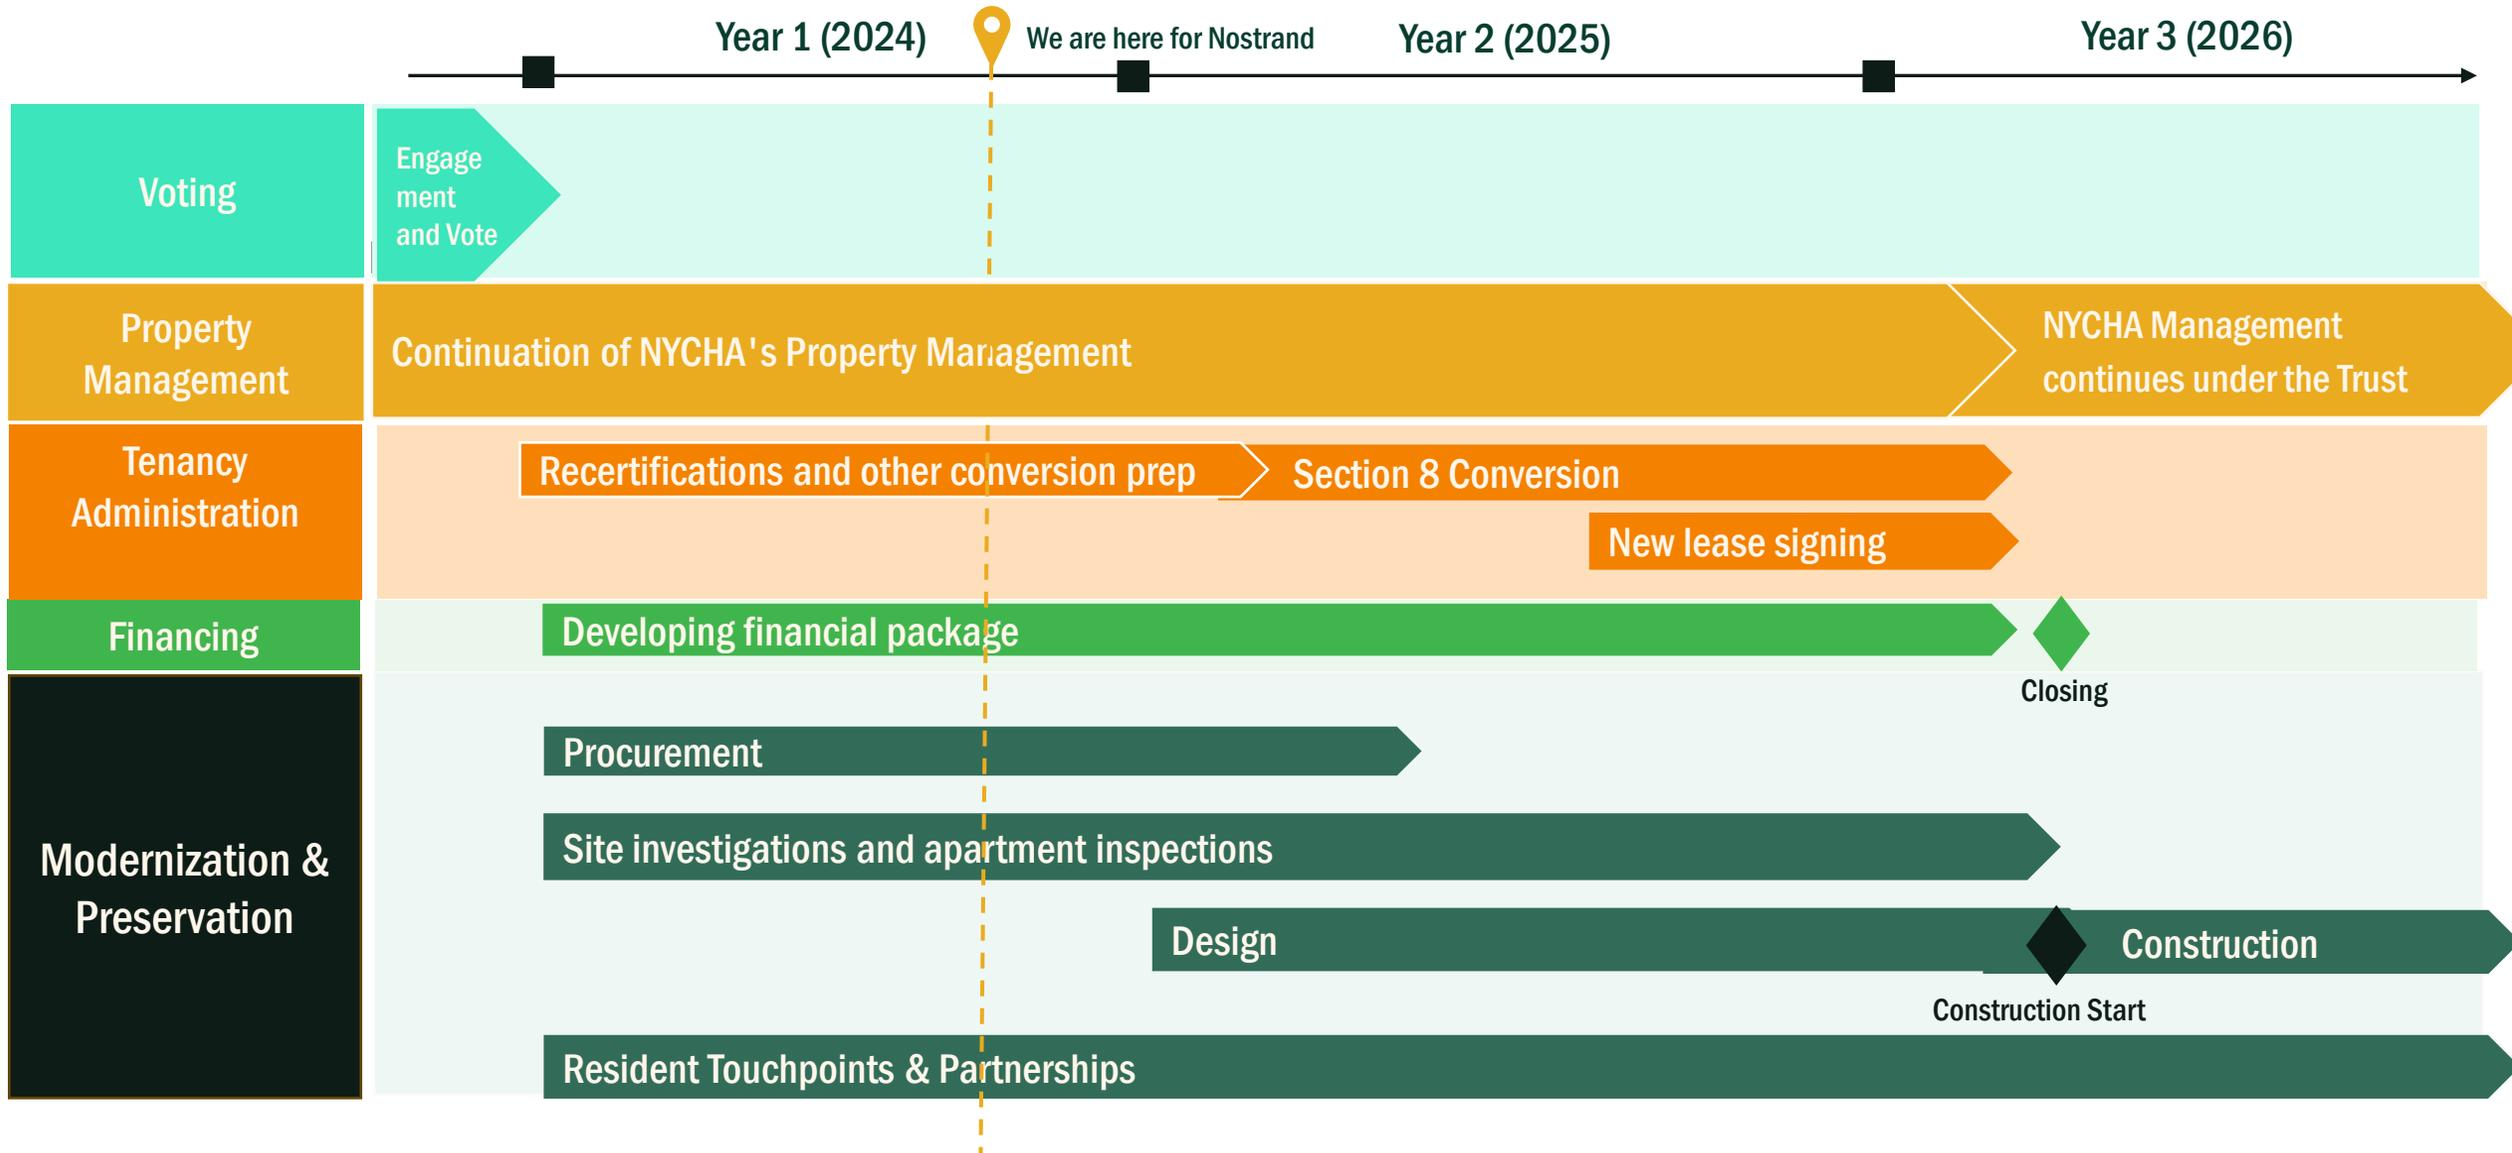 Year 1 (2024)
We are here for Nostrand
Year 2 (2025)
Year 3 (2026)
Voting
Engage
ment
and Vote
Property
Management
Continuation of NYCHA's Property Management
NYCHA Management
continues under the Trust
Tenancy
Administration
Recertifications and other conversion prep
Section 8 Conversion
New lease signing
Financing
Developing financial package
Closing
Modernization &
Preservation
Procurement
Site investigations and apartment inspections
Design
Construction
Construction Start
Resident Touchpoints & Partnerships